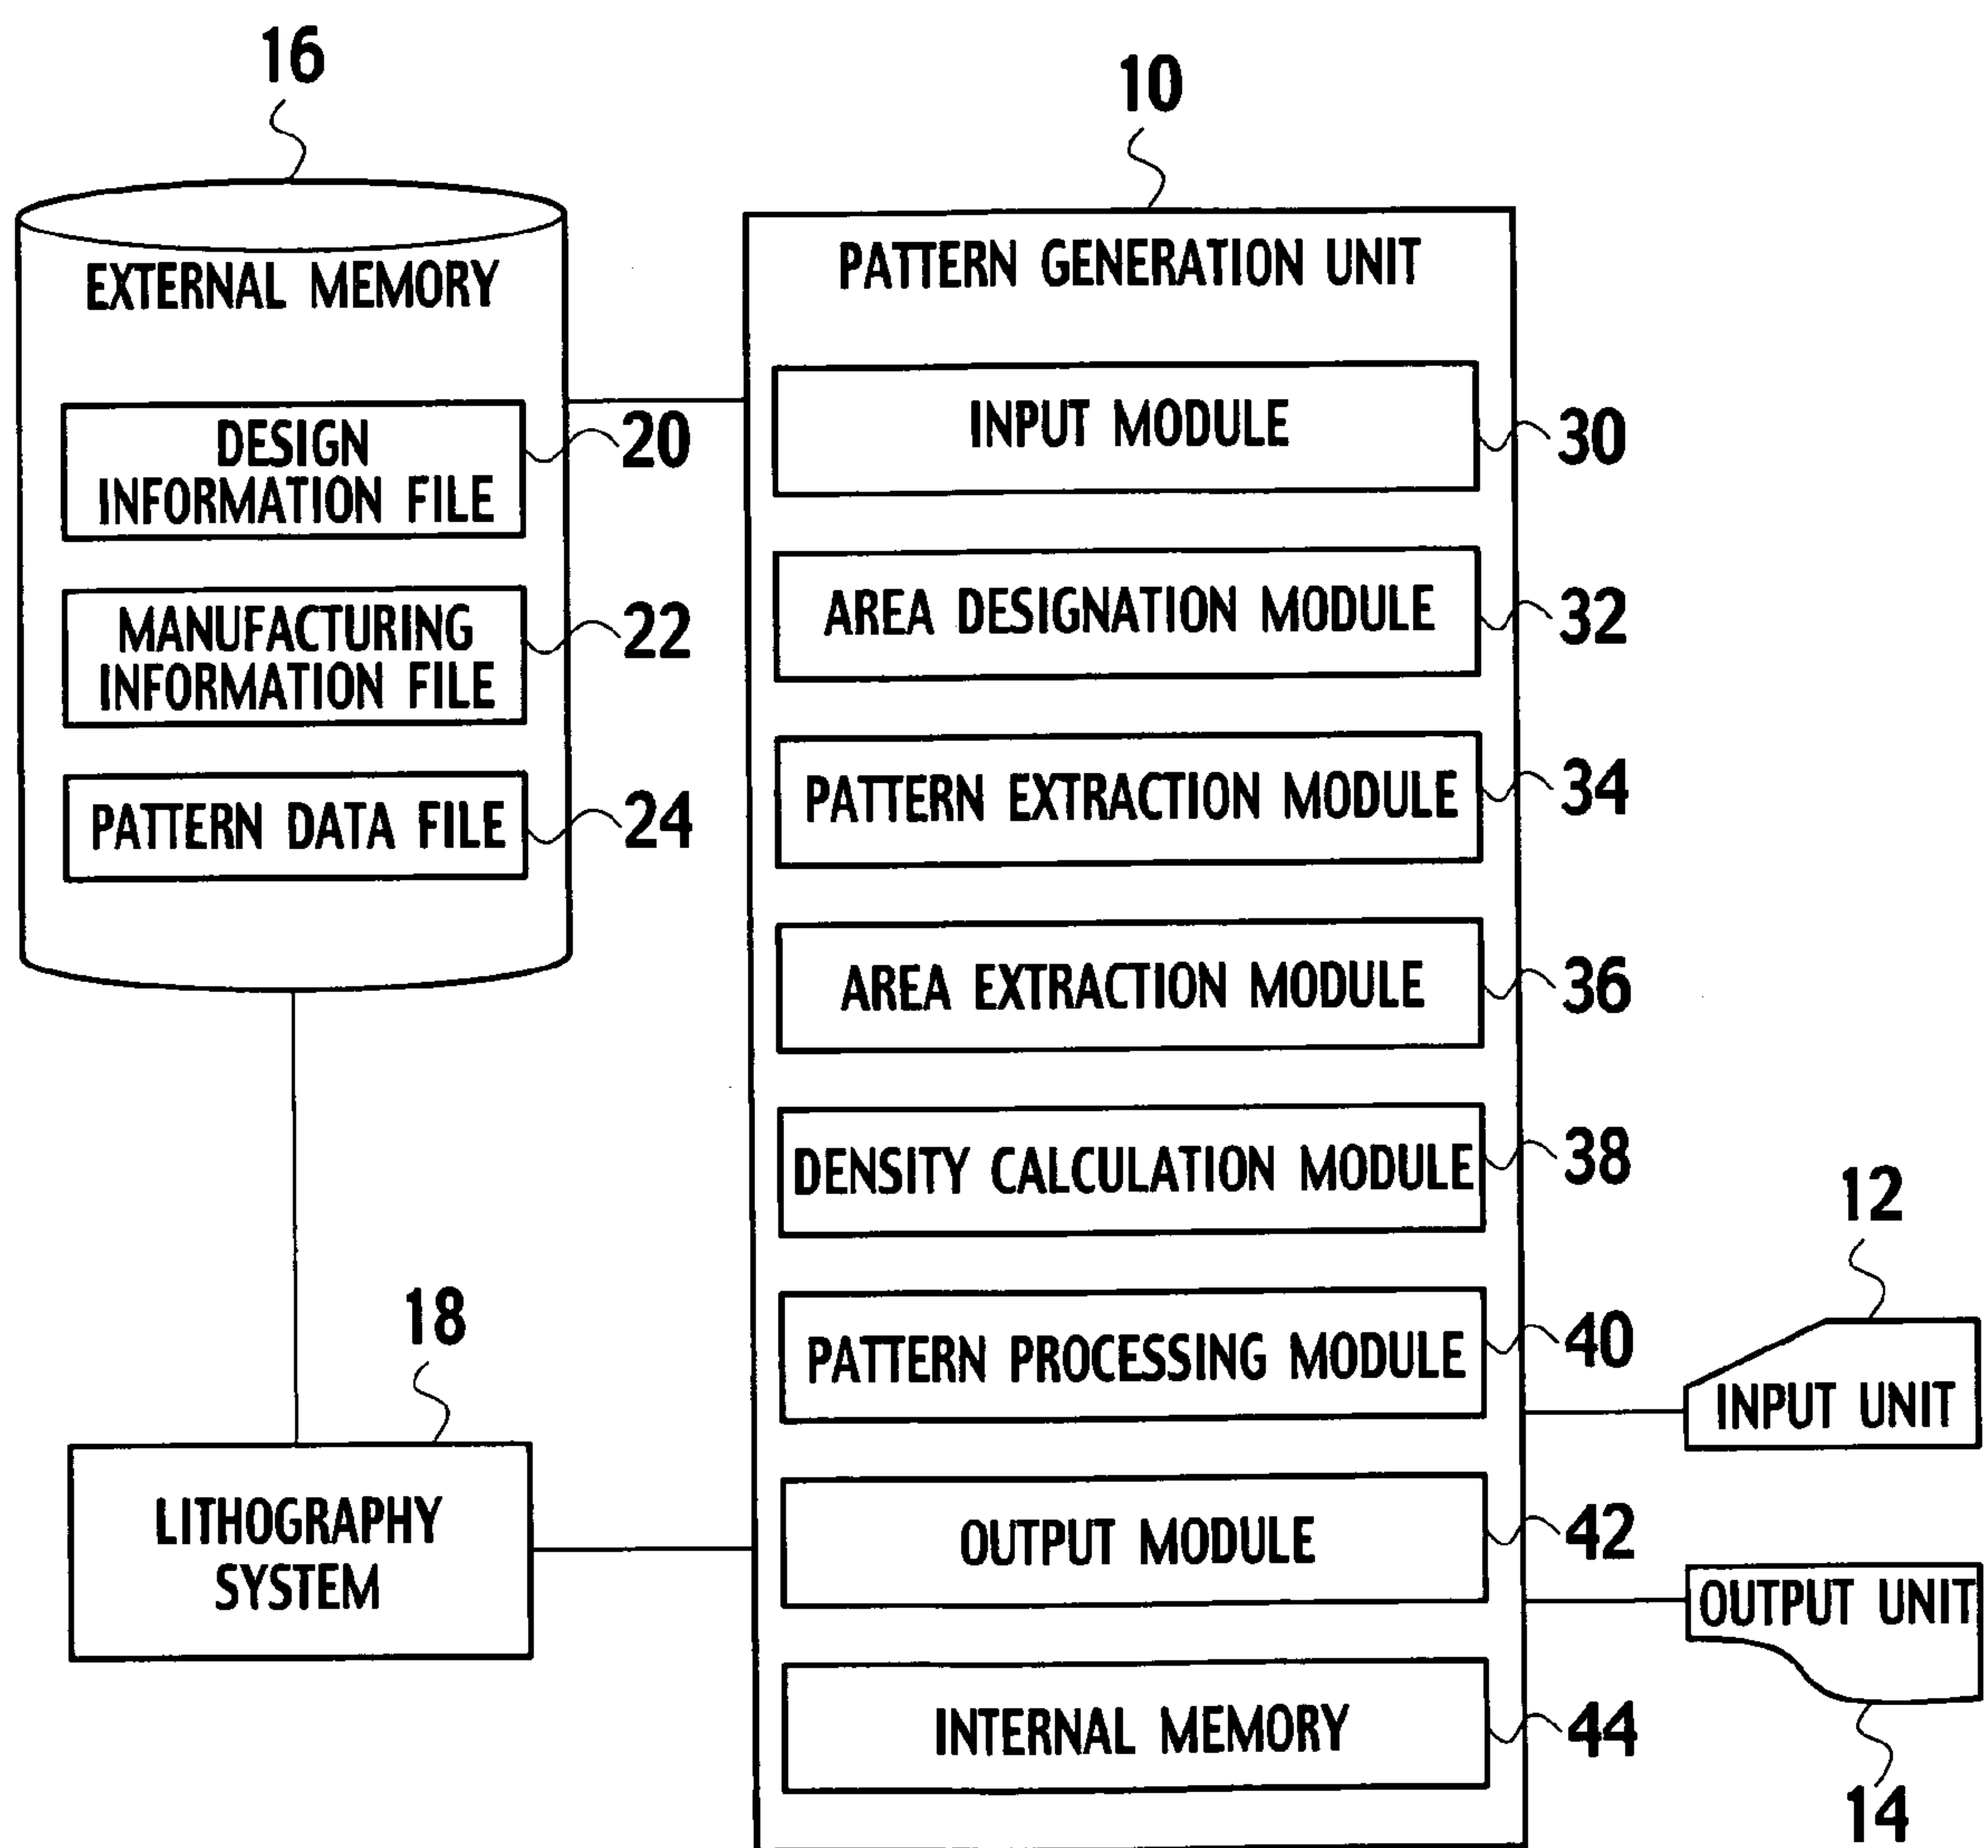 16
10
EXTERNAL MEMORY
DESIGN
INFORMATION FILE
20
MANUFACTURING
INFORMATION FILE
22
PATTERN DATA FILE
24
PATTERN GENERATION UNIT
INPUT MODULE
30
AREA DESIGNATION MODULE
32
PATTERN EXTRACTION MODULE
34
AREA EXTRACTION MODULE
36
DENSITY CALCULATION MODULE
38
PATTERN PROCESSING MODULE
40
OUTPUT MODULE
42
INTERNAL MEMORY
44
18
LITHOGRAPHY
SYSTEM
12
INPUT UNIT
OUTPUT UNIT
14